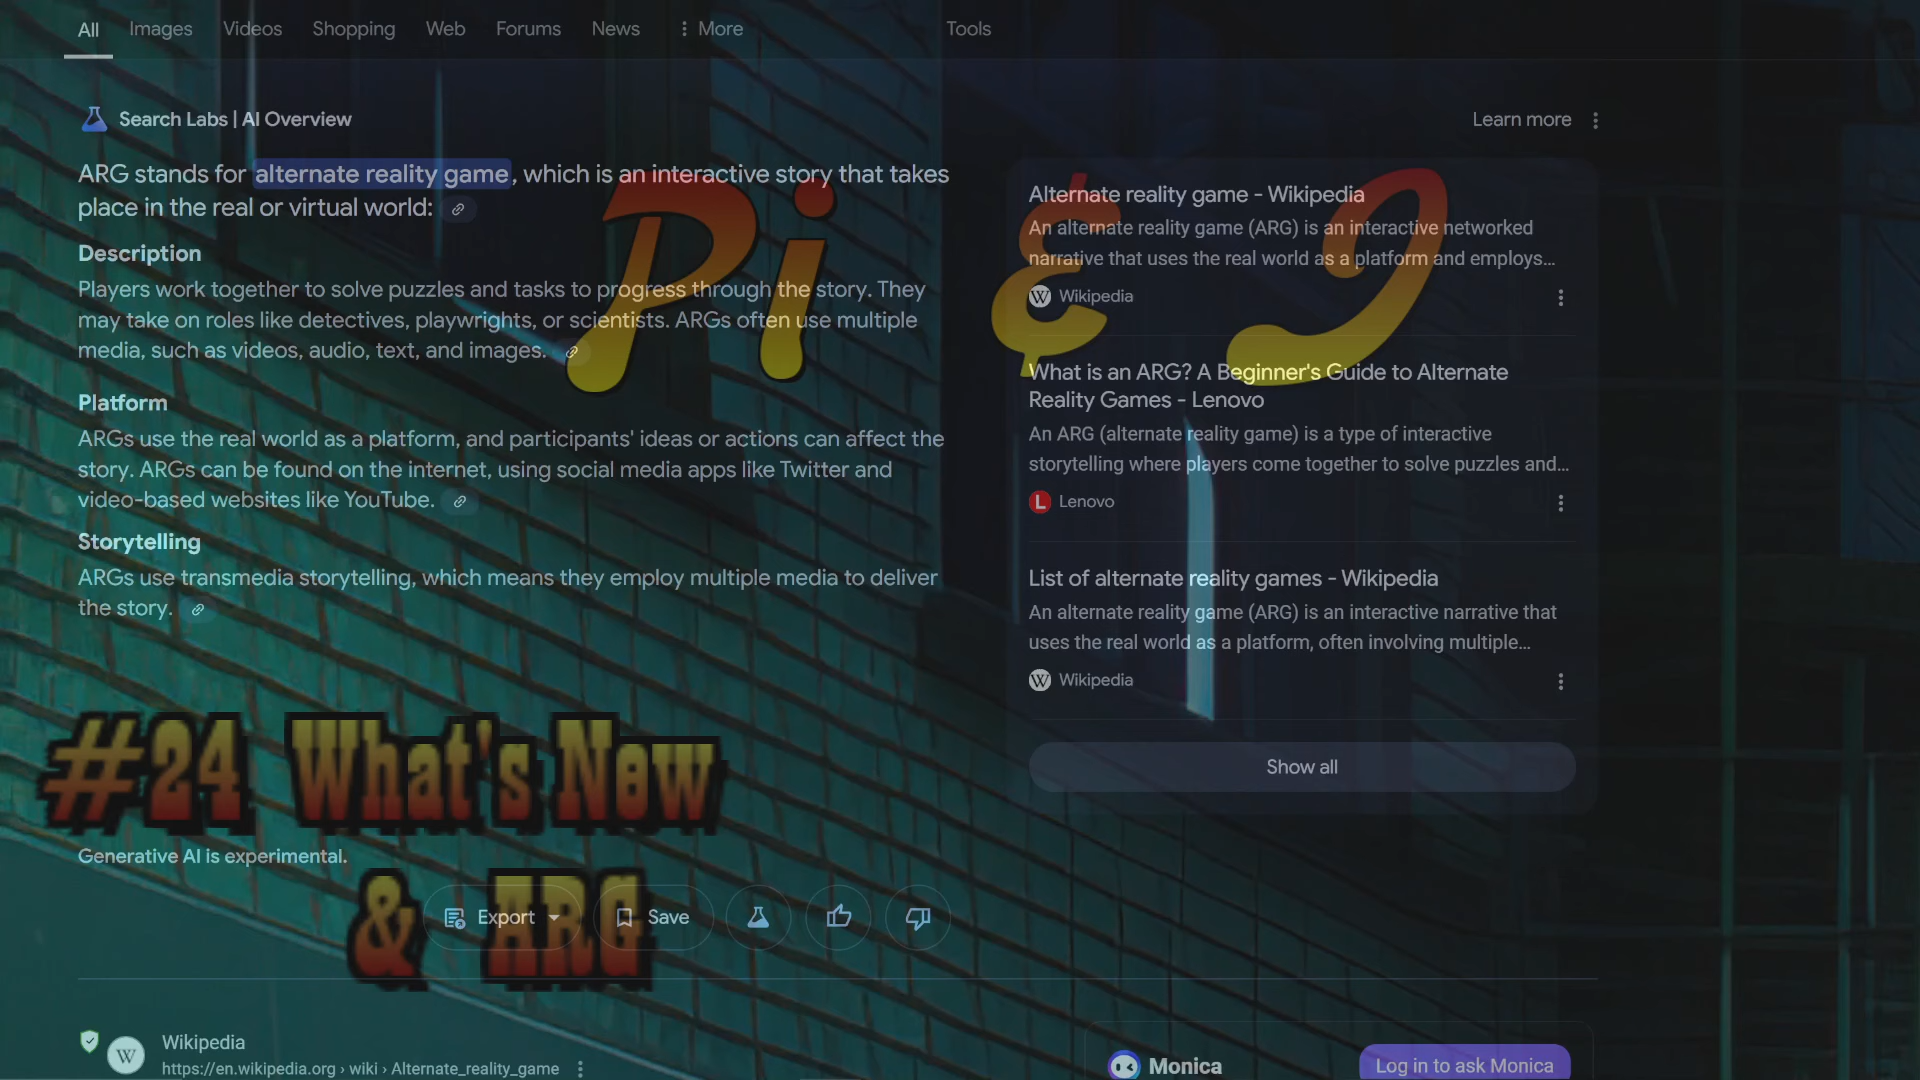 All Images Videos Shopping Web Forums News More Tools
Search Labs | AI Overview
Learn more
ARG stands for alternate reality game, which is an interactive story that takes
place in the real or virtual world:
Description
Players work together to solve puzzles and tasks to progress through the story. They
may take on roles like detectives, playwrights, or scientists. ARGs often use multiple
media, such as videos, audio, text, and images.
Platform
ARGs use the real world as a platform, and participants' ideas or actions can affect the
story. ARGs can be found on the internet, using social media apps like Twitter and
video-based websites like YouTube.
Storytelling
ARGs use transmedia storytelling, which means they employ multiple media to deliver
the story.
Generative AI is experimental.
Export
Save
Alternate reality game - Wikipedia
An alternate reality game (ARG) is an interactive networked
narrative that uses the real world as a platform and employs...
W Wikipedia
What is an ARG? A Beginner's Guide to Alternate
Reality Games - Lenovo
An ARG (alternate reality game) is a type of interactive
storytelling where players come together to solve puzzles and...
L Lenovo
List of alternate reality games - Wikipedia
An alternate reality game (ARG) is an interactive narrative that
uses the real world as a platform, often involving multiple...
W Wikipedia
Show all
Pi & 9
#24 What's New
& ARG
W Wikipedia
https://en.wikipedia.org › wiki › Alternate_reality_game
Monica
Log in to ask Monica